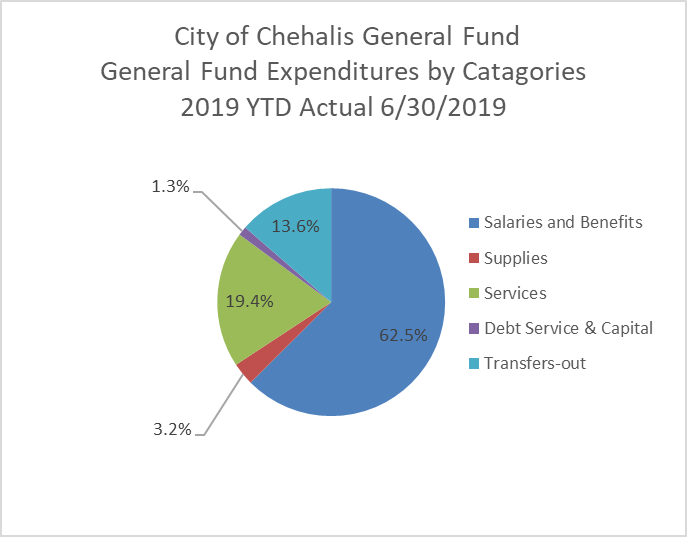 City of Chehalis General Fund
General Fund Expenditures by Catagories
2019 YTD Actual 6/30/2019
1.3%
13.6%
19.4%
62.5%
3.2%
Salaries and Benefits
Supplies
Services
Debt Service & Capital
Transfers-out